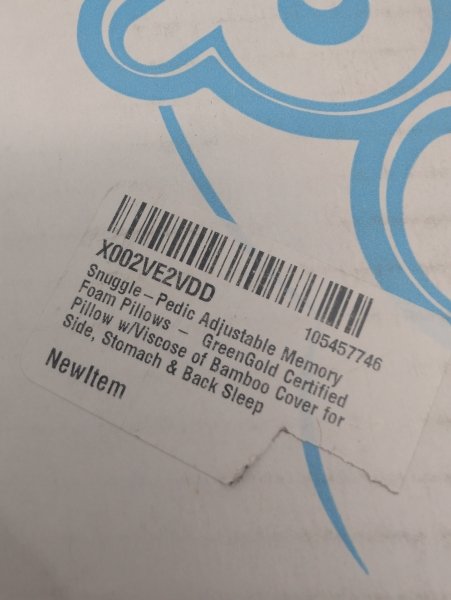 X002VE2VDD
105457746
Snuggle-Pedic Adjustable Memory
Foam Pillows - GreenGold Certified
Pillow w/Viscose of Bamboo Cover for
Side, Stomach & Back Sleep
NewItem